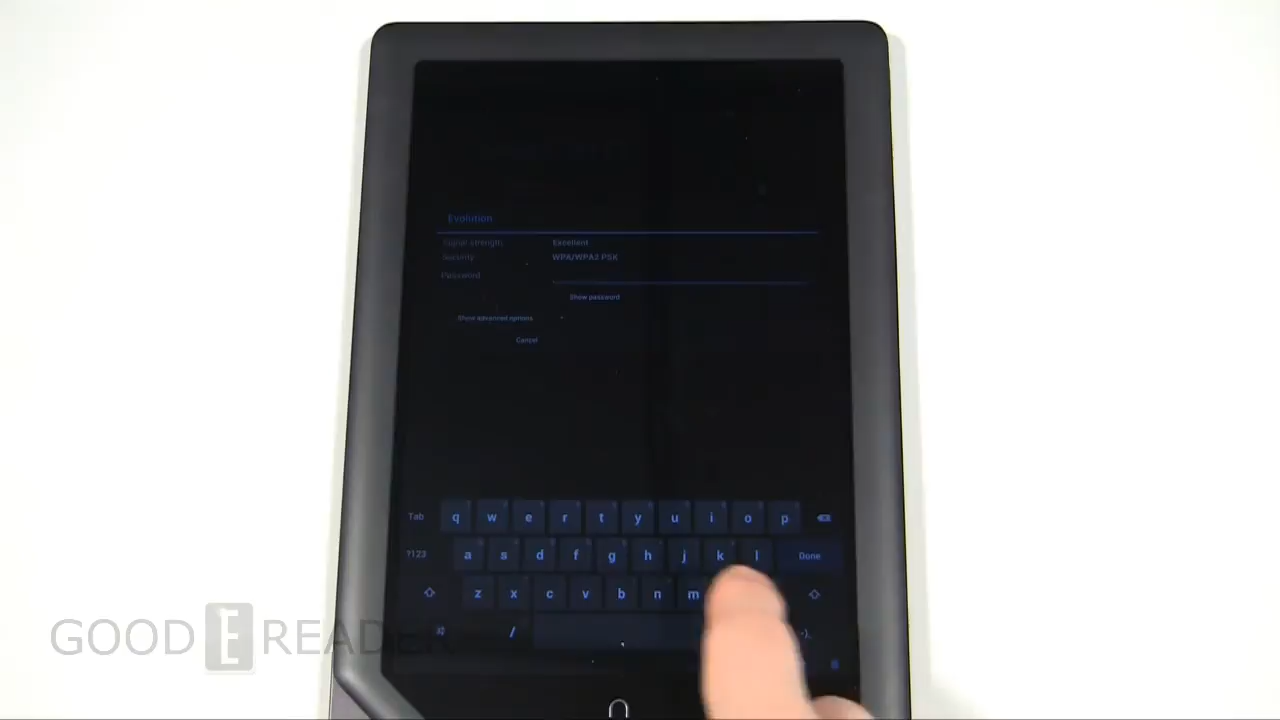 Evolution
Signal strength Excellent
Security WPA/WPA2 PSK
Password
Show password
Show advanced options
Cancel
Tab q w e r t y u i o p
?123 a s d f g h j k l Done
z x c v b n m
/
GOOD E READER